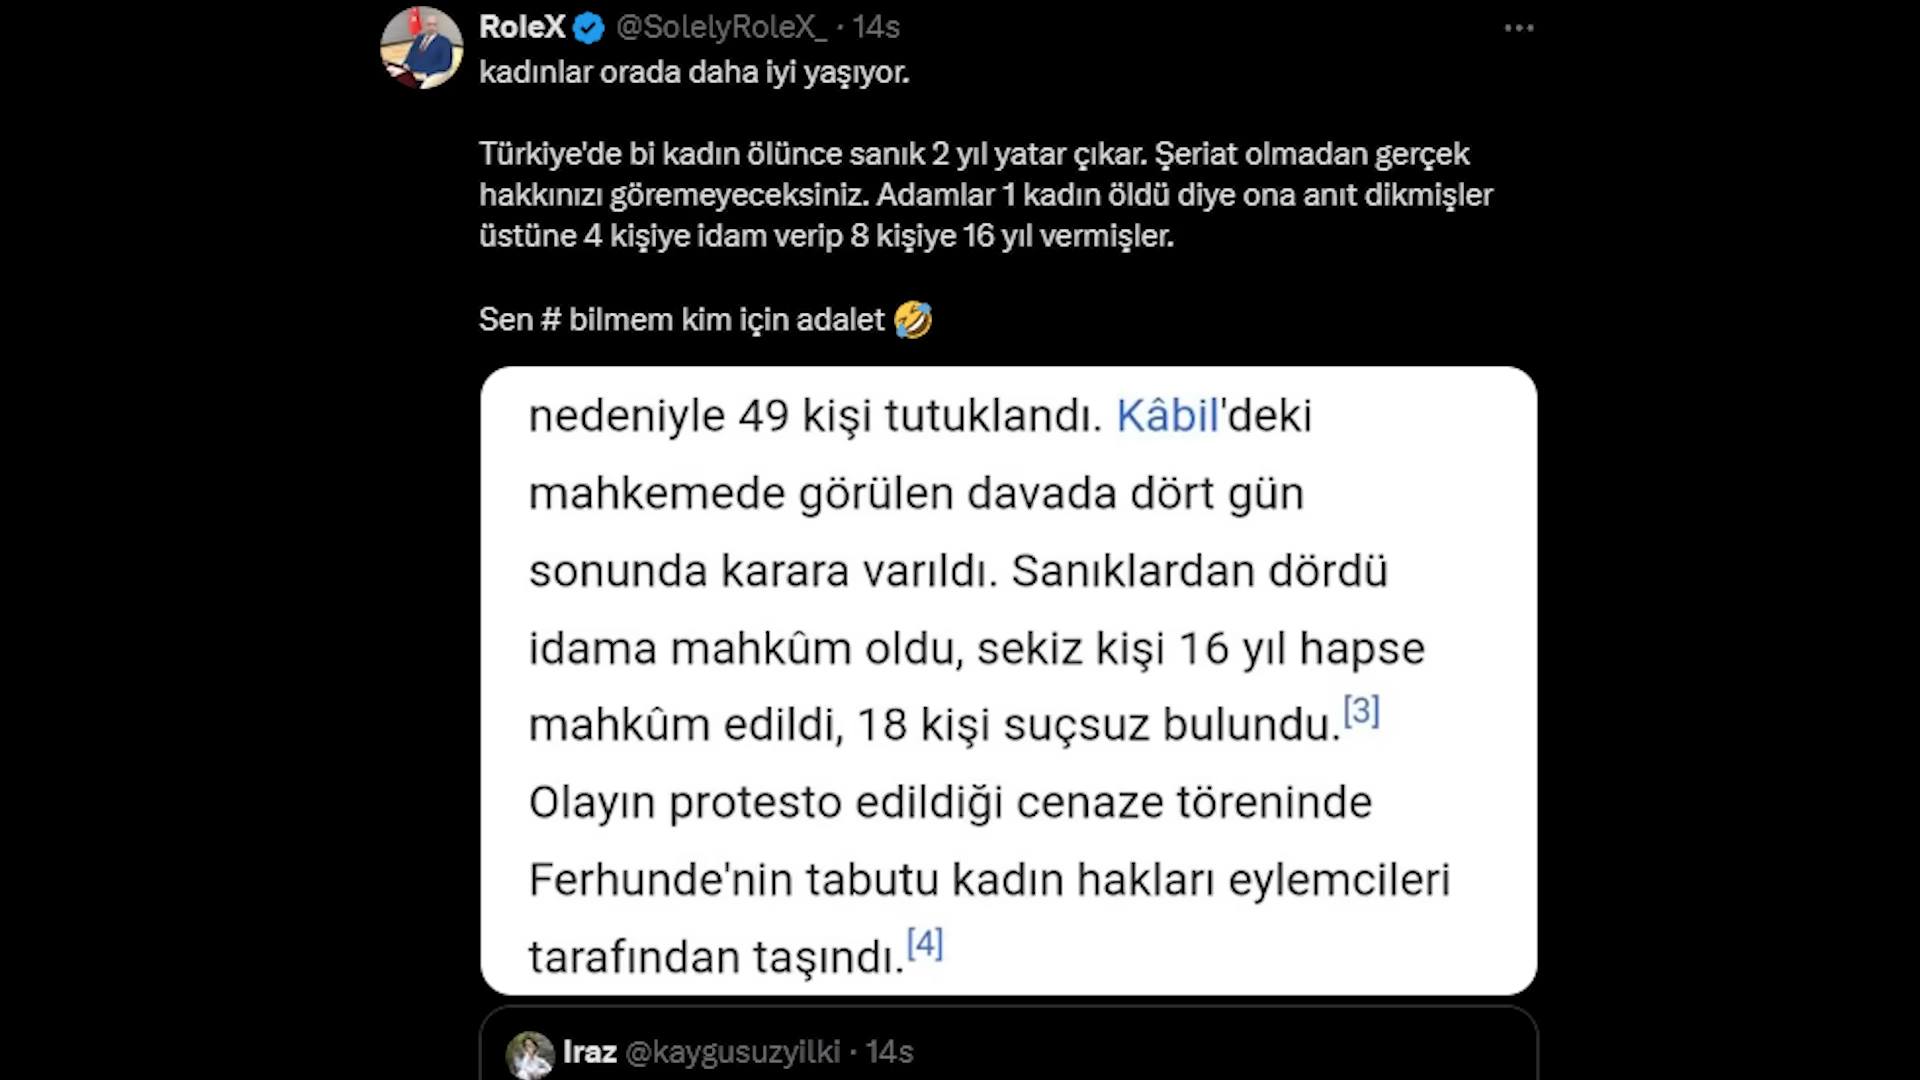 RoleX @SolelyRoleX_ · 14s
kadınlar orada daha iyi yaşıyor.
Türkiye'de bi kadın ölünce sanık 2 yıl yatar çıkar. Şeriat olmadan gerçek
hakkınızı göremeyeceksiniz. Adamlar 1 kadın öldü diye ona anıt dikmişler
üstüne 4 kişiye idam verip 8 kişiye 16 yıl vermişler.
Sen # bilmem kim için adalet 🤣
nedeniyle 49 kişi tutuklandı. Kâbil'deki
mahkemede görülen davada dört gün
sonunda karara varıldı. Sanıklardan dördü
idama mahkûm oldu, sekiz kişi 16 yıl hapse
mahkûm edildi, 18 kişi suçsuz bulundu.[3]
Olayın protesto edildiği cenaze töreninde
Ferhunde'nin tabutu kadın hakları eylemcileri
tarafından taşındı.[4]
Iraz @kaygusuzyilki · 14s